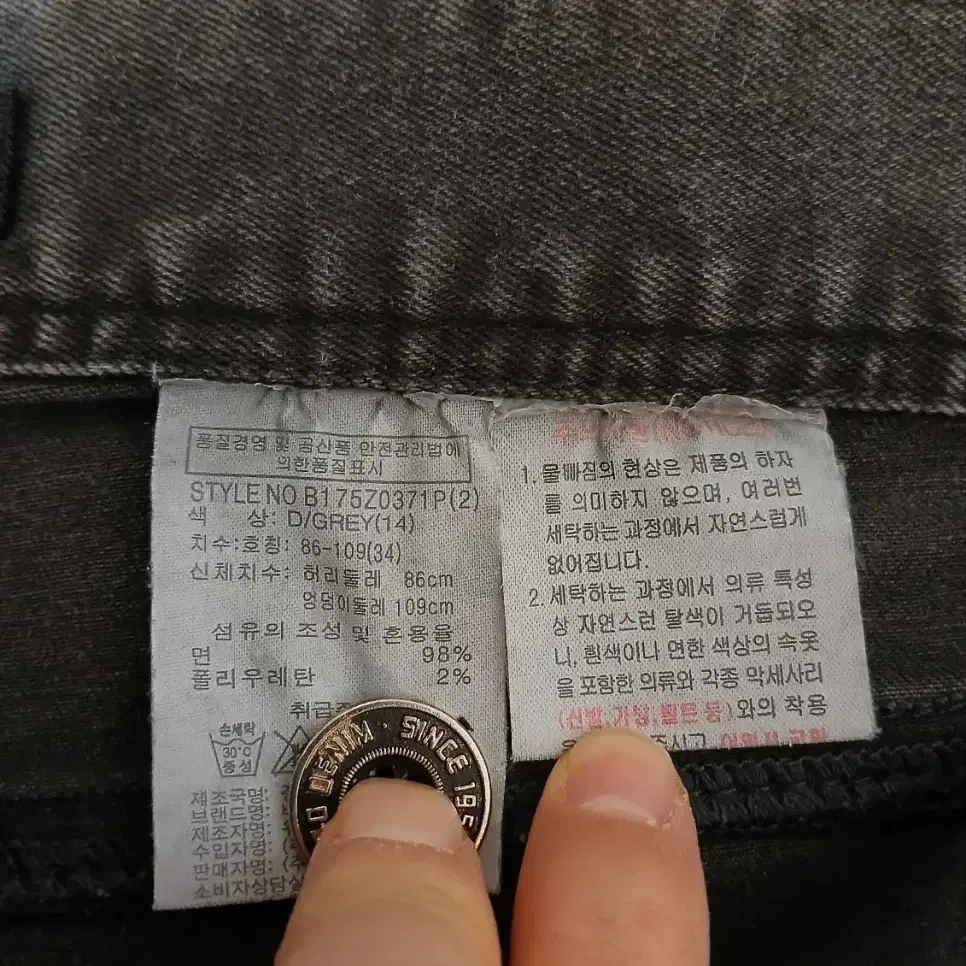 품질경영 및 공산품 안전관리법에
의한품질표시
STYLE NO B175Z0371P(2)
색 상: D/GREY(14)
치수:호칭: 86-109(34)
신체치수: 허리둘레 86cm
엉덩이둘레 109cm
섬유의 조성 및 혼용율
면 98%
폴리우레탄 2%
취급
손세탁
30°C
중성
제조국명:
브랜드명:
제조자명:
수입자명: (
판매자명: (
소비자상담실
DENIM · SINCE 195
1. 물빠짐의 현상은 제품의 하자
를 의미하지 않으며, 여러번
세탁하는 과정에서 자연스럽게
없어집니다.
2. 세탁하는 과정에서 의류 특성
상 자연스런 탈색이 거듭되오
니, 흰색이나 연한 색상의 속옷
을 포함한 의류와 각종 악세사리
(신발,가방,벨트 등)와의 착용